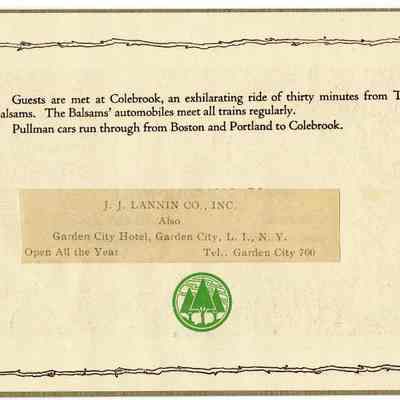 Guests are met at Colebrook, an exhilarating ride of thirty minutes from T
alsams. The Balsams' automobiles meet all trains regularly.
Pullman cars run through from Boston and Portland to Colebrook.
J. J. LANNIN CO., INC.
Also
Garden City Hotel, Garden City, L. I., N. Y.
Open All the Year Tel., Garden City 700